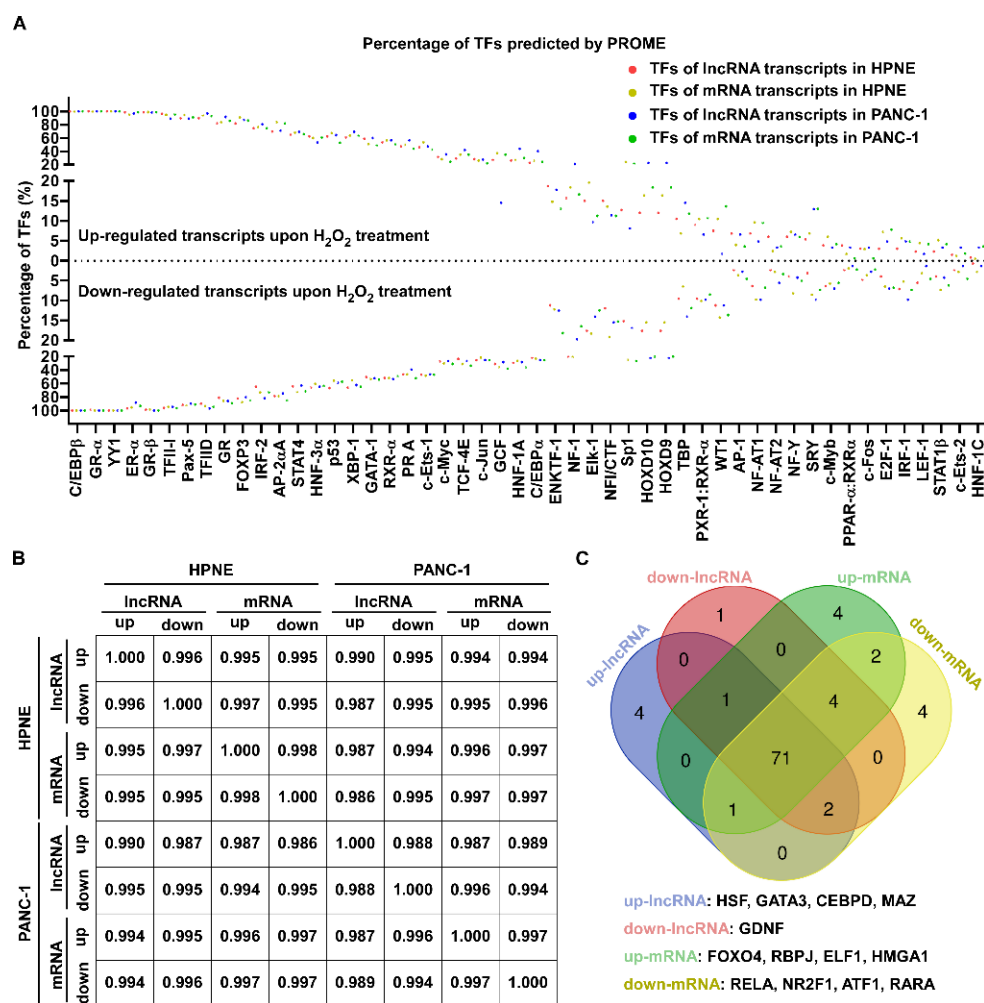 A
Percentage of TFs predicted by PROME
TFs of lncRNA transcripts in HPNE
TFs of mRNA transcripts in HPNE
TFs of lncRNA transcripts in PANC-1
TFs of mRNA transcripts in PANC-1
Percentage of TFs (%)
100
80
60
40
20
20
15
10
5
0
5
10
15
20
20
40
60
80
100
Up-regulated transcripts upon H₂O₂ treatment
Down-regulated transcripts upon H₂O₂ treatment
C/EBPβ
GR-α
YY1
ER-α
GR-β
TFII-I
Pax-5
TFIID
GR
FOXP3
IRF-2
AP-2αA
STAT4
HNF-3α
p53
XBP-1
GATA-1
RXR-α
PR A
c-Ets-1
c-Myc
TCF-4E
c-Jun
GCF
HNF-1A
C/EBPα
ENKTF-1
NF-1
Elk-1
NFI/CTF
Sp1
HOXD10
HOXD9
TBP
PXR-1:RXR-α
WT1
AP-1
NF-AT1
NF-AT2
NF-Y
SRY
c-Myb
PPAR-α:RXRα
c-Fos
E2F-1
IRF-1
LEF-1
STAT1β
c-Ets-2
HNF-1C
B
HPNE PANC-1
lncRNA mRNA lncRNA mRNA
up down up down up down up down
HPNE
lncRNA
up 1.000 0.996 0.995 0.995 0.990 0.995 0.994 0.994
down 0.996 1.000 0.997 0.995 0.987 0.995 0.995 0.996
mRNA
up 0.995 0.997 1.000 0.998 0.987 0.994 0.996 0.997
down 0.995 0.995 0.998 1.000 0.986 0.995 0.997 0.997
PANC-1
lncRNA
up 0.990 0.987 0.987 0.986 1.000 0.988 0.987 0.989
down 0.995 0.995 0.994 0.995 0.988 1.000 0.996 0.994
mRNA
up 0.994 0.995 0.996 0.997 0.987 0.996 1.000 0.997
down 0.994 0.996 0.997 0.997 0.989 0.994 0.997 1.000
C
down-lncRNA
up-mRNA
up-lncRNA
down-mRNA
1
4
0
0
2
4
1
4
4
0
71
0
1
2
0
up-lncRNA: HSF, GATA3, CEBPD, MAZ
down-lncRNA: GDNF
up-mRNA: FOXO4, RBPJ, ELF1, HMGA1
down-mRNA: RELA, NR2F1, ATF1, RARA